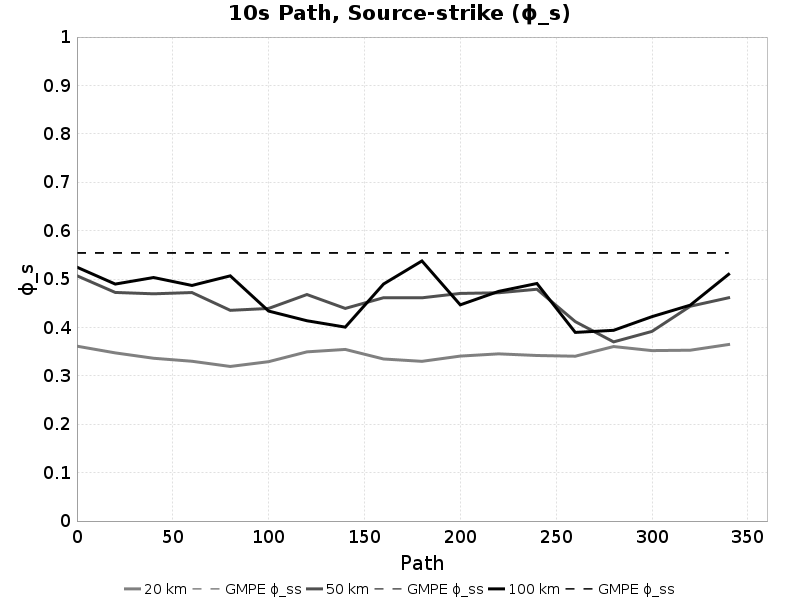 10s Path, Source-strike (ϕ_s)
1
0.9
0.8
0.7
0.6
0.5
0.4
0.3
0.2
0.1
0
ϕ_s
0 50 100 150 200 250 300 350
Path
20 km GMPE ϕ_ss 50 km GMPE ϕ_ss 100 km GMPE ϕ_ss